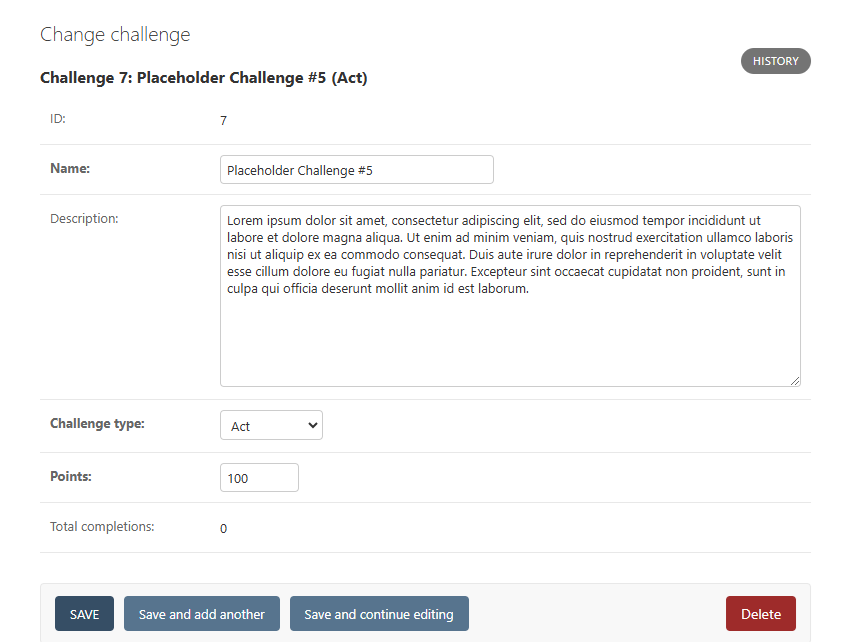 Change challenge
HISTORY
Challenge 7: Placeholder Challenge #5 (Act)
ID:
7
Name:
Placeholder Challenge #5
Description:
Lorem ipsum dolor sit amet, consectetur adipiscing elit, sed do eiusmod tempor incididunt ut
labore et dolore magna aliqua. Ut enim ad minim veniam, quis nostrud exercitation ullamco laboris
nisi ut aliquip ex ea commodo consequat. Duis aute irure dolor in reprehenderit in voluptate velit
esse cillum dolore eu fugiat nulla pariatur. Excepteur sint occaecat cupidatat non proident, sunt in
culpa qui officia deserunt mollit anim id est laborum.
Challenge type:
Act
Points:
100
Total completions:
0
SAVE
Save and add another
Save and continue editing
Delete